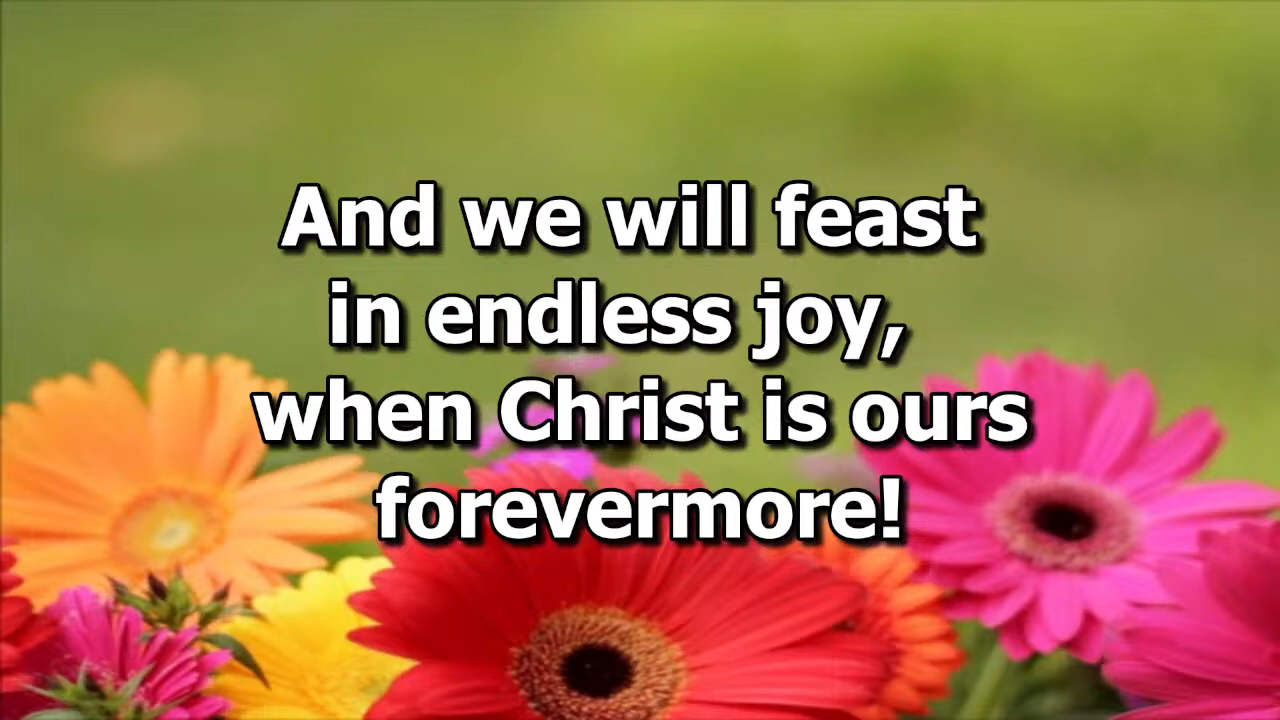 And we will feast
in endless joy,
when Christ is ours
forevermore!